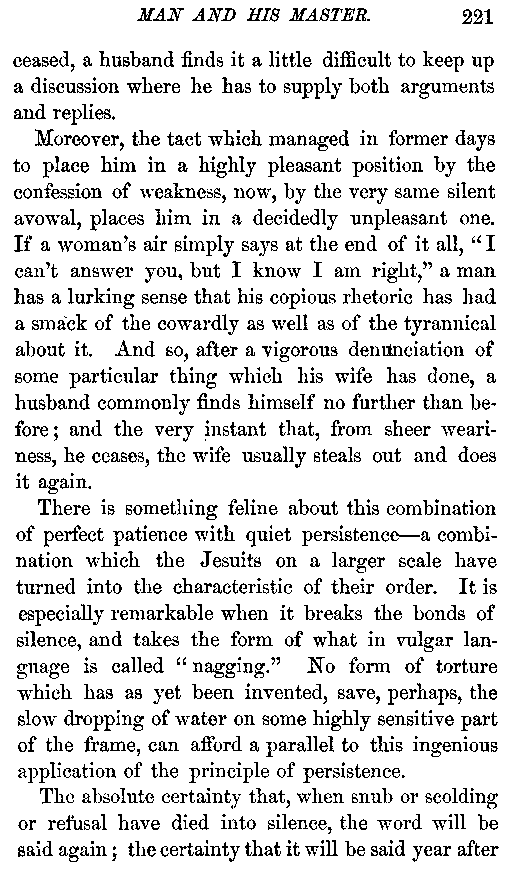 MAN AND HIS MASTER. 221
ceased, a husband finds it a little difficult to keep up
a discussion where he has to supply both arguments
and replies.
Moreover, the tact which managed in former days
to place him in a highly pleasant position by the
confession of weakness, now, by the very same silent
avowal, places him in a decidedly unpleasant one.
If a woman's air simply says at the end of it all, "I
can't answer you, but I know I am right," a man
has a lurking sense that his copious rhetoric has had
a smack of the cowardly as well as of the tyrannical
about it. And so, after a vigorous denunciation of
some particular thing which his wife has done, a
husband commonly finds himself no further than be-
fore; and the very instant that, from sheer weari-
ness, he ceases, the wife usually steals out and does
it again.
There is something feline about this combination
of perfect patience with quiet persistence—a combi-
nation which the Jesuits on a larger scale have
turned into the characteristic of their order. It is
especially remarkable when it breaks the bonds of
silence, and takes the form of what in vulgar lan-
guage is called "nagging." No form of torture
which has as yet been invented, save, perhaps, the
slow dropping of water on some highly sensitive part
of the frame, can afford a parallel to this ingenious
application of the principle of persistence.
The absolute certainty that, when snub or scolding
or refusal have died into silence, the word will be
said again; the certainty that it will be said year after